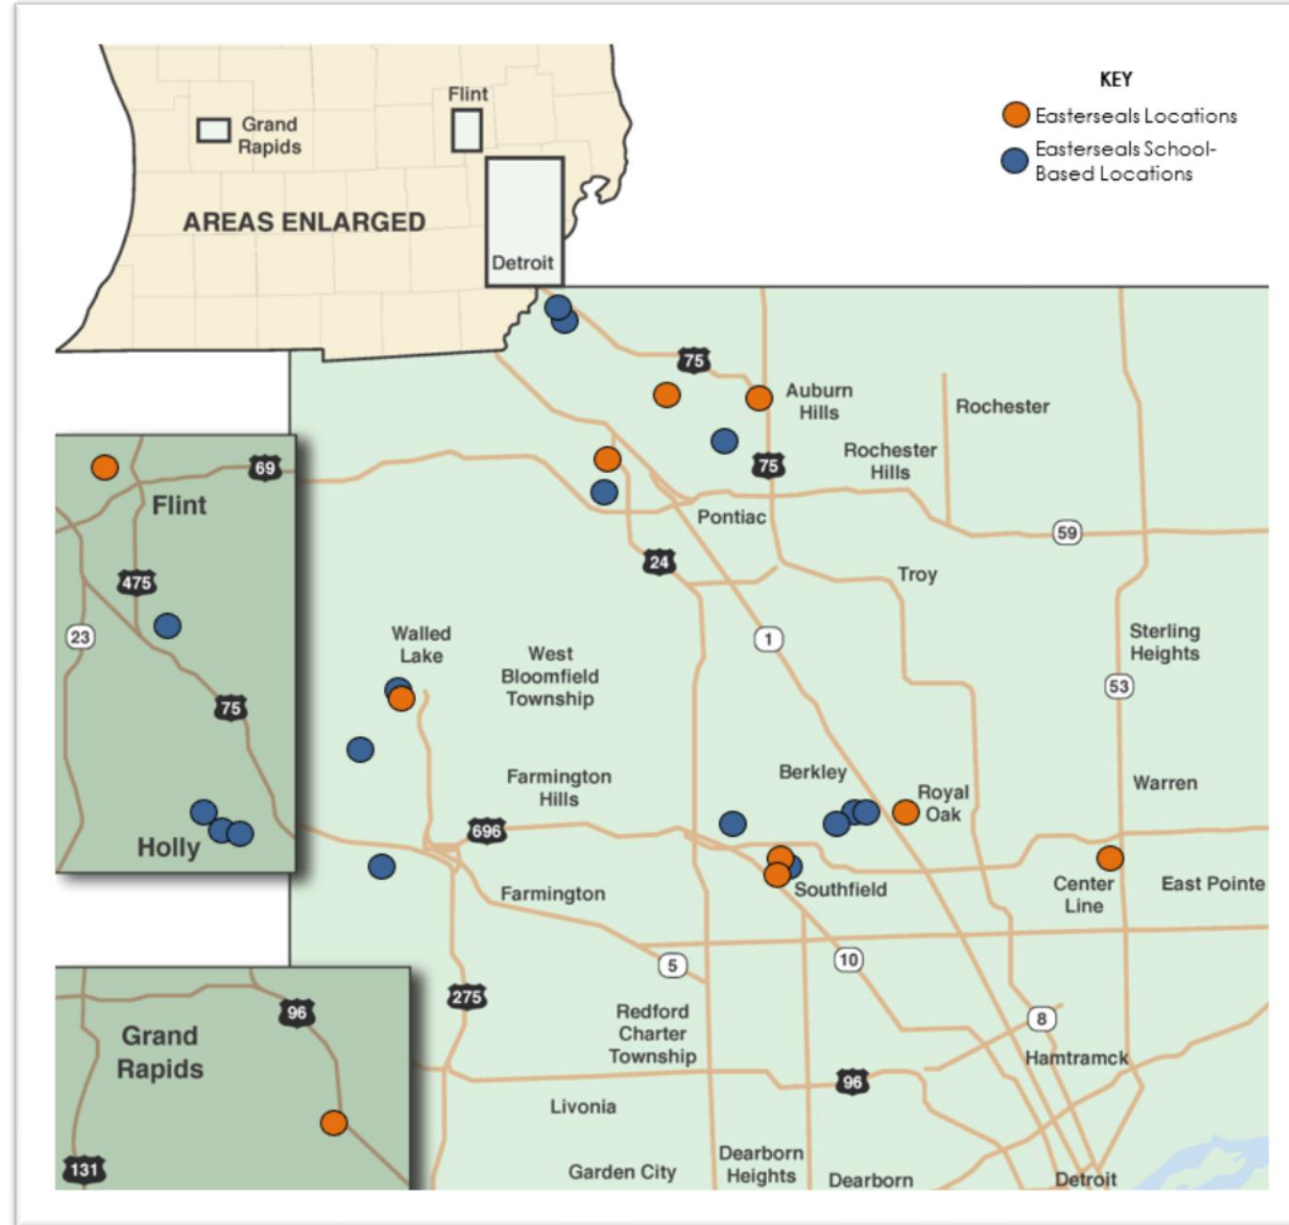 KEY
Easterseals Locations
Easterseals School-
Based Locations
Flint
Grand
Rapids
AREAS ENLARGED
Detroit
75
Auburn
Hills
Rochester
Rochester
Hills
75
Pontiac
59
24
Troy
1
Walled
Lake
West
Bloomfield
Township
Sterling
Heights
53
Berkley
Farmington
Hills
Royal
Oak
Warren
696
Farmington
Southfield
Center
Line
East Pointe
5
10
275
Redford
Charter
Township
8
Hamtramck
96
Livonia
Garden City
Dearborn
Heights
Dearborn
Detroit
69
Flint
475
23
75
Holly
96
Grand
Rapids
131